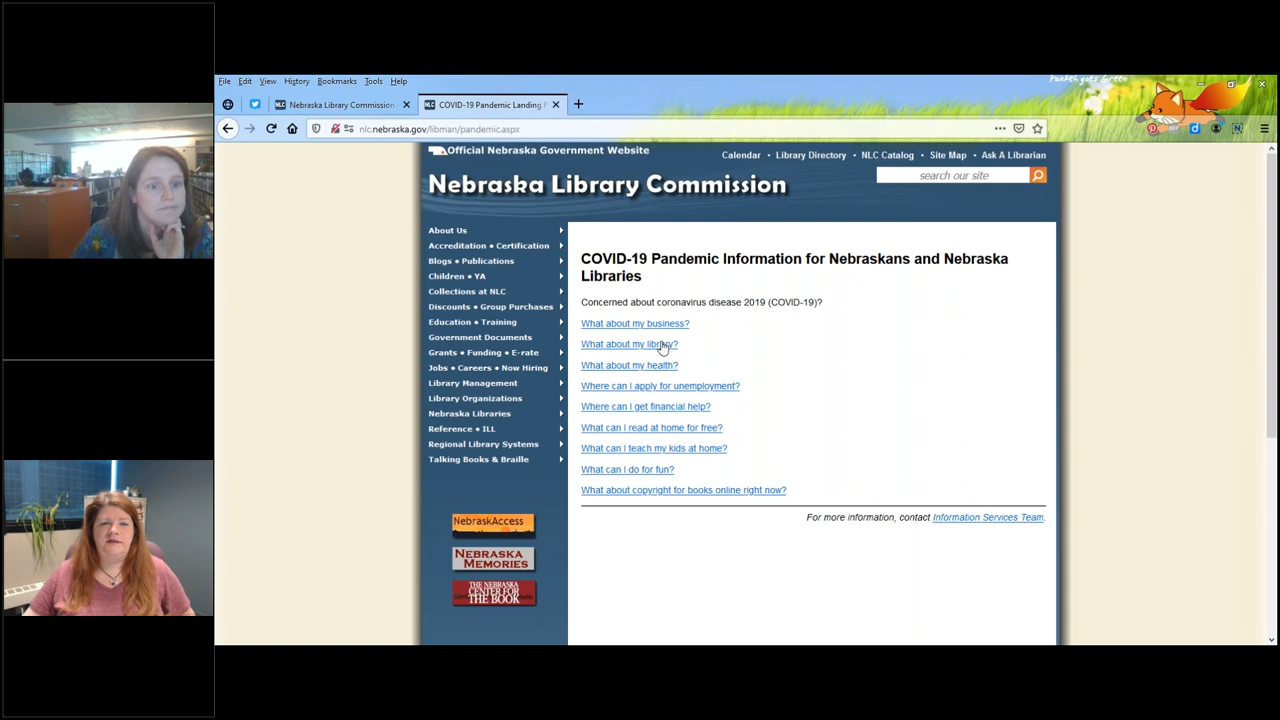 Foxkeh goes Green
File Edit View History Bookmarks Tools Help
Nebraska Library Commission
COVID-19 Pandemic Landing P
nlc.nebraska.gov/libman/pandemic.aspx
Official Nebraska Government Website
Calendar • Library Directory • NLC Catalog • Site Map • Ask A Librarian
Nebraska Library Commission
search our site
About Us
Accreditation • Certification
Blogs • Publications
Children • YA
Collections at NLC
Discounts • Group Purchases
Education • Training
Government Documents
Grants • Funding • E-rate
Jobs • Careers • Now Hiring
Library Management
Library Organizations
Nebraska Libraries
Reference • ILL
Regional Library Systems
Talking Books & Braille
NebraskAccess
NEBRASKA
MEMORIES
THE NEBRASKA
CENTER FOR
THE BOOK
COVID-19 Pandemic Information for Nebraskans and Nebraska
Libraries
Concerned about coronavirus disease 2019 (COVID-19)?
What about my business?
What about my library?
What about my health?
Where can I apply for unemployment?
Where can I get financial help?
What can I read at home for free?
What can I teach my kids at home?
What can I do for fun?
What about copyright for books online right now?
For more information, contact Information Services Team.